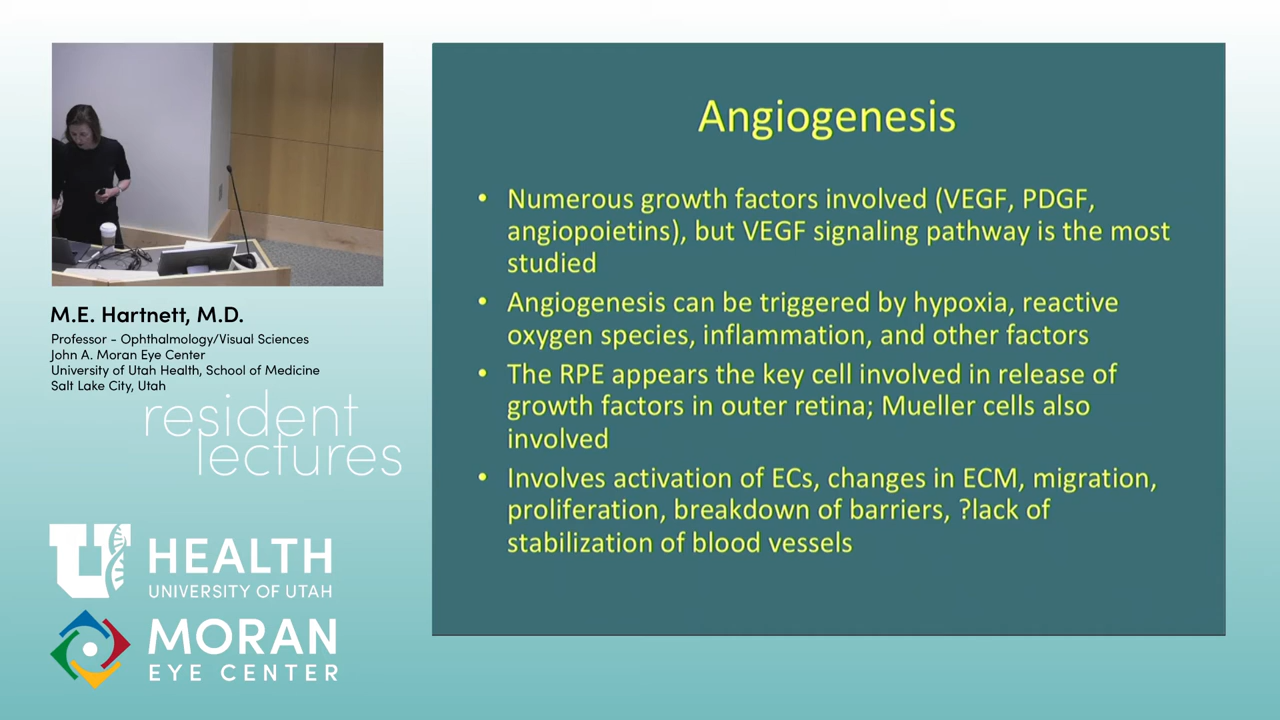 M.E. Hartnett, M.D.
Professor - Ophthalmology/Visual Sciences
John A. Moran Eye Center
University of Utah Health, School of Medicine
Salt Lake City, Utah
resident
lectures
U HEALTH
UNIVERSITY OF UTAH
MORAN
EYE CENTER
Angiogenesis
• Numerous growth factors involved (VEGF, PDGF,
angiopoietins), but VEGF signaling pathway is the most
studied
• Angiogenesis can be triggered by hypoxia, reactive
oxygen species, inflammation, and other factors
• The RPE appears the key cell involved in release of
growth factors in outer retina; Mueller cells also
involved
• Involves activation of ECs, changes in ECM, migration,
proliferation, breakdown of barriers, ?lack of
stabilization of blood vessels